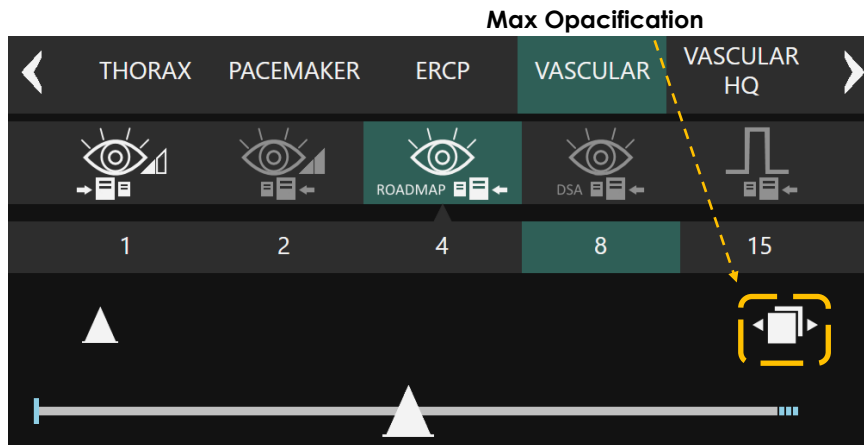 Max Opacification
THORAX PACEMAKER ERCP VASCULAR VASCULAR HQ
ROADMAP DSA
1 2 4 8 15